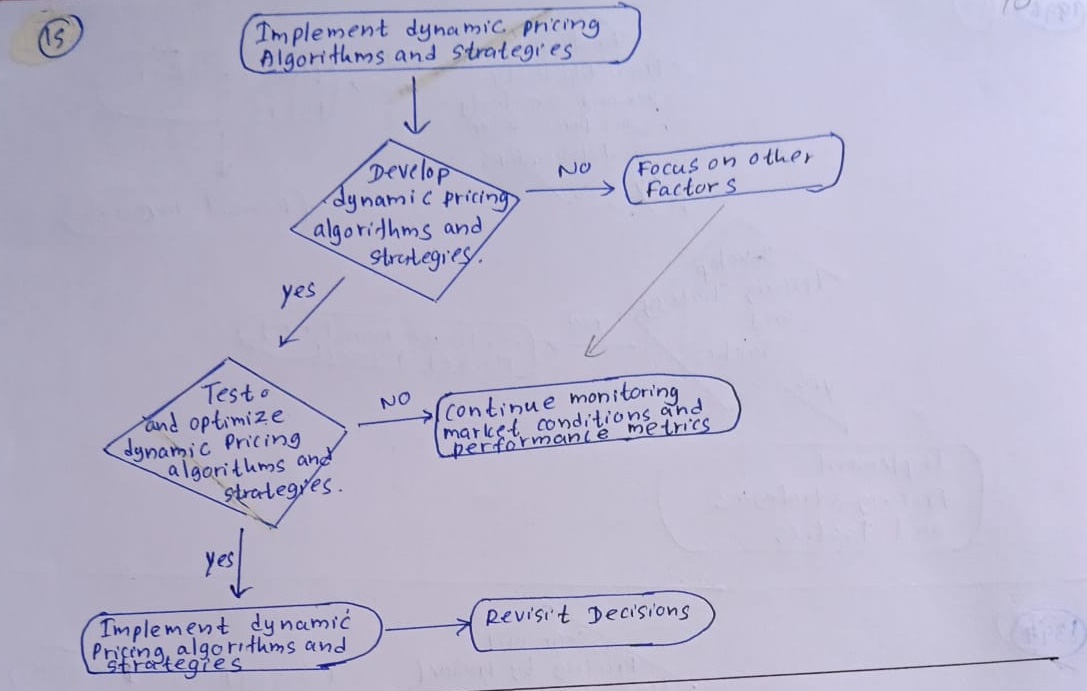 15
Implement dynamic pricing
Algorithms and strategies
Develop
dynamic pricing
algorithms and
strategies.
NO
Focus on other
Factors
yes
Test
and optimize
dynamic Pricing
algorithms and
strategies.
NO
continue monitoring
market conditions and
performance metrics
yes
Implement dynamic
Pricing algorithms and
strategies
Revisit Decisions